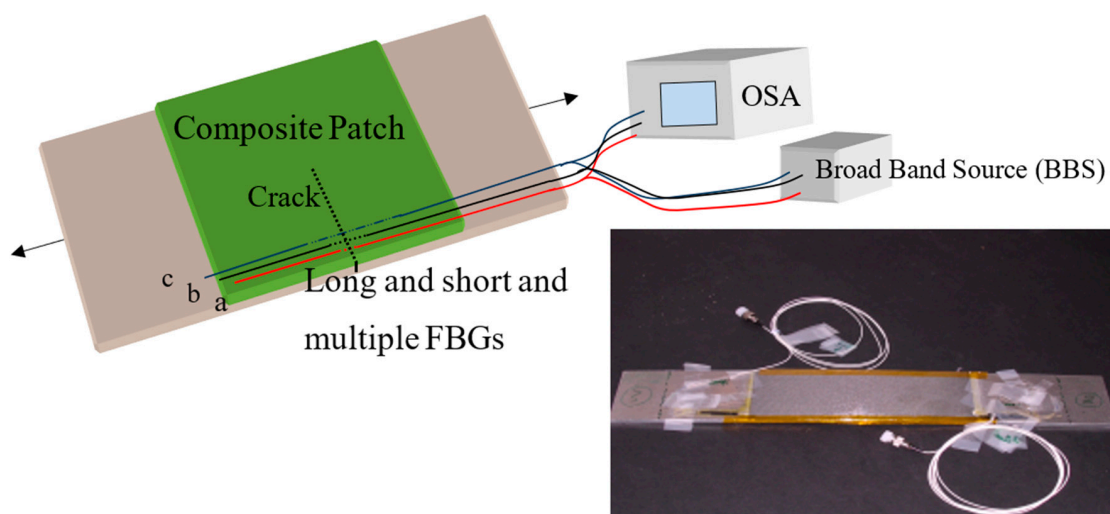 Composite Patch
Crack
OSA
Broad Band Source (BBS)
c
b
a
Long and short and
multiple FBGs